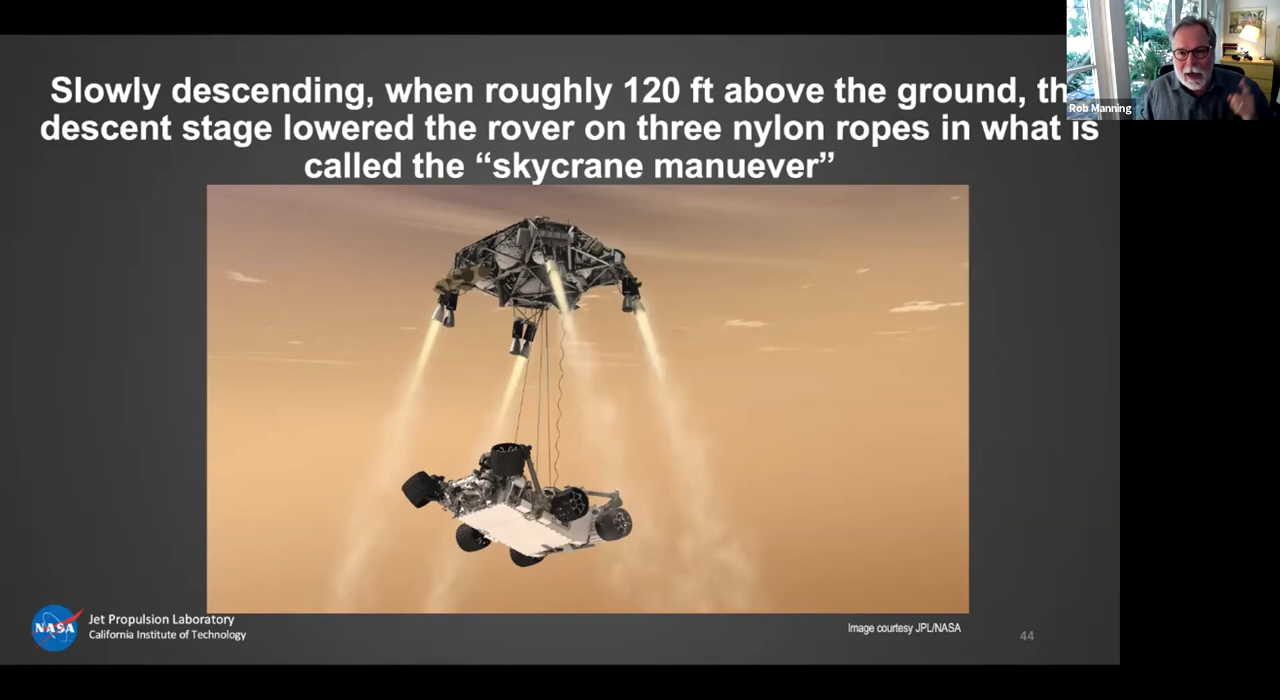 Slowly descending, when roughly 120 ft above the ground, th
descent stage lowered the rover on three nylon ropes in what is
called the “skycrane manuever”
Rob Manning
NASA
Jet Propulsion Laboratory
California Institute of Technology
Image courtesy JPL/NASA
44